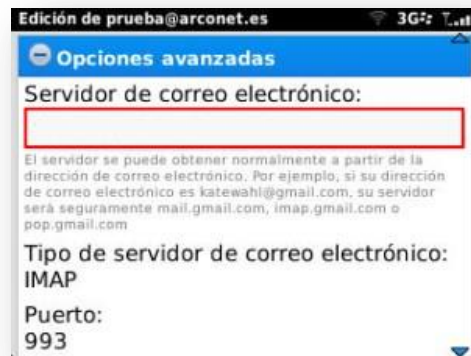 Edición de prueba@arconet.es 3G
Opciones avanzadas
Servidor de correo electrónico:
El servidor se puede obtener normalmente a partir de la
dirección de correo electrónico. Por ejemplo, si su dirección
de correo electrónico es katewahl@gmail.com, su servidor
será seguramente mail.gmail.com, imap.gmail.com o
pop.gmail.com
Tipo de servidor de correo electrónico:
IMAP
Puerto:
993